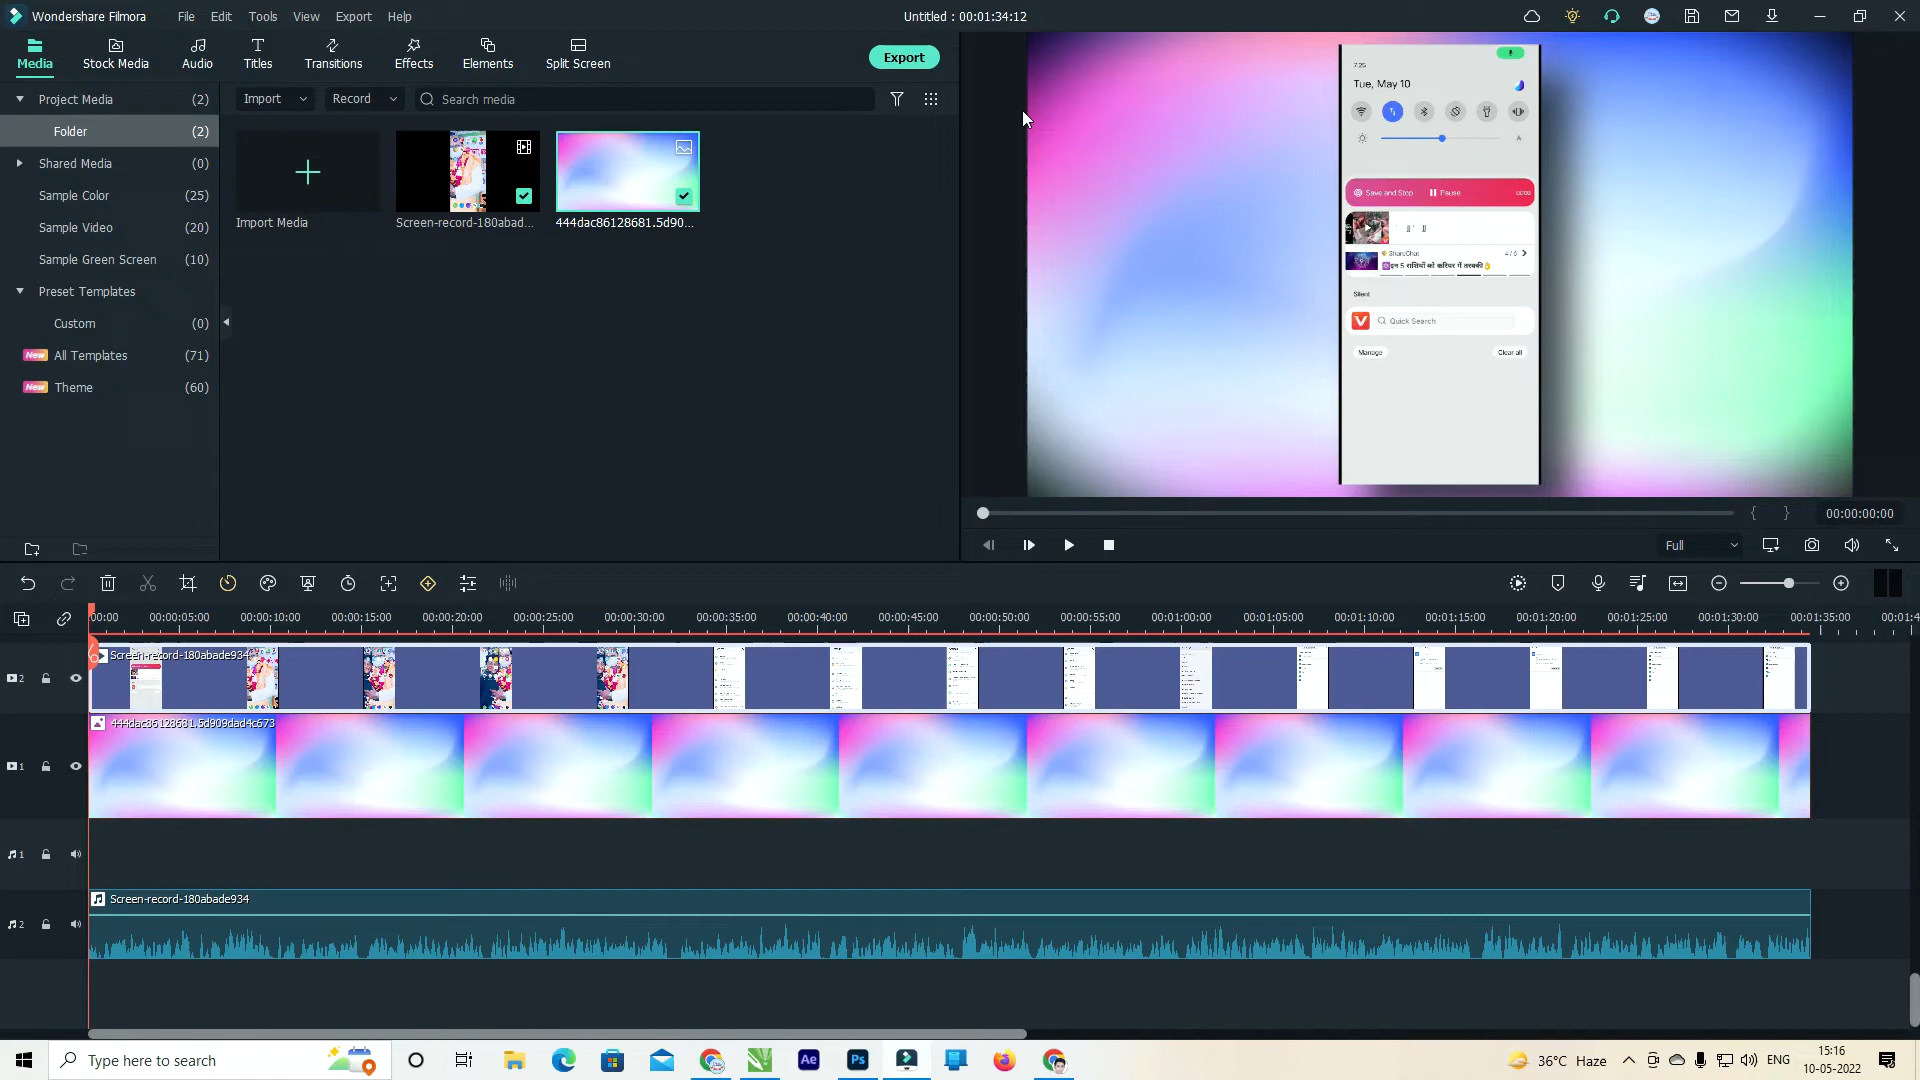 Wondershare Filmora File Edit Tools View Export Help Untitled : 00:01:34:12
Media Stock Media Audio Titles Transitions Effects Elements Split Screen Export
Project Media (2)
Folder (2)
Shared Media (0)
Sample Color (25)
Sample Video (20)
Sample Green Screen (10)
Preset Templates
Custom (0)
New All Templates (71)
New Theme (60)
Import Record Search media
Import Media Screen-record-180abad... 444dac86128681.5d90...
7:25
Tue, May 10
A
Save and Stop Pause 00:00
ShareChat 4 / 6
इन 5 राशियों को करियर में तरक्की
Silent
Quick Search
Manage Clear all
{ } 00:00:00:00
Full
00:00 00:00:05:00 00:00:10:00 00:00:15:00 00:00:20:00 00:00:25:00 00:00:30:00 00:00:35:00 00:00:40:00 00:00:45:00 00:00:50:00 00:00:55:00 00:01:00:00 00:01:05:00 00:01:10:00 00:01:15:00 00:01:20:00 00:01:25:00 00:01:30:00 00:01:35:00 00:01:4
2 Screen-record-180abade934
1 444dac86128681.5d909dad4c673
1
2 Screen-record-180abade934
Type here to search Ae Ps 36°C Haze ENG 15:16
10-05-2022